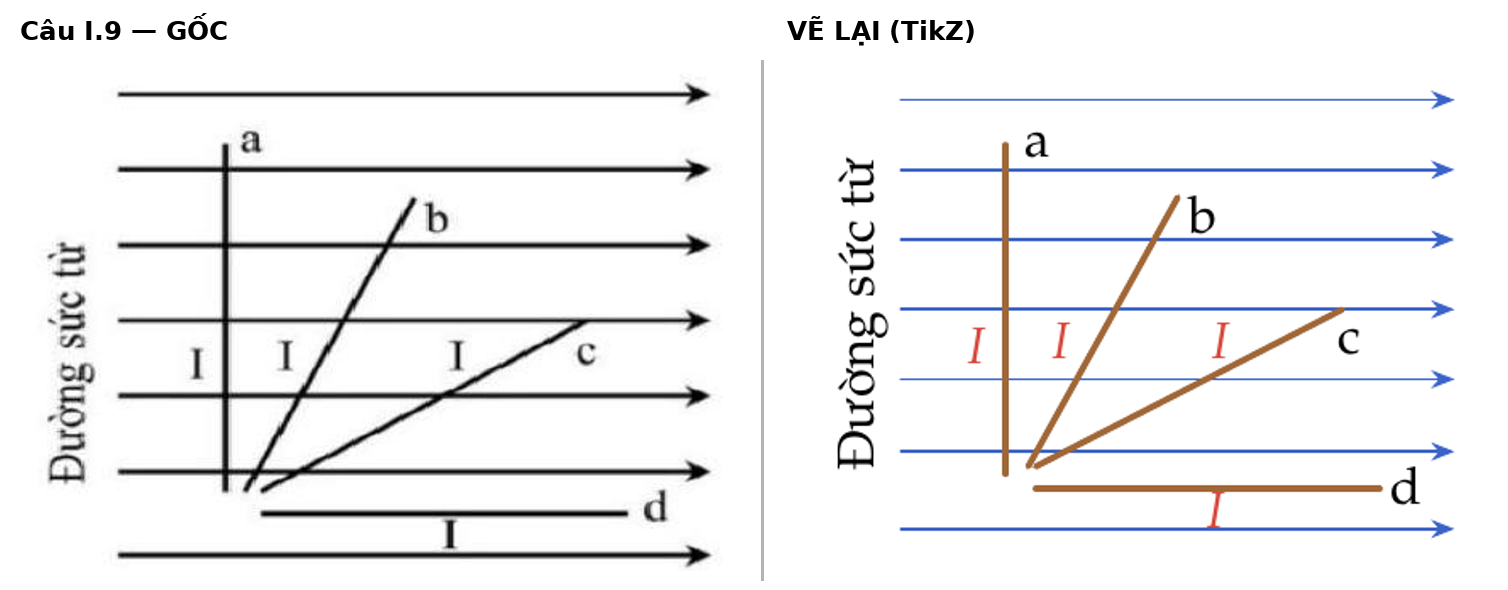 Câu I.9 — GỐC
a
b
I
I
I
c
d
I
Đường sức từ
VẼ LẠI (TikZ)
a
b
I
I
I
c
d
I
Đường sức từ